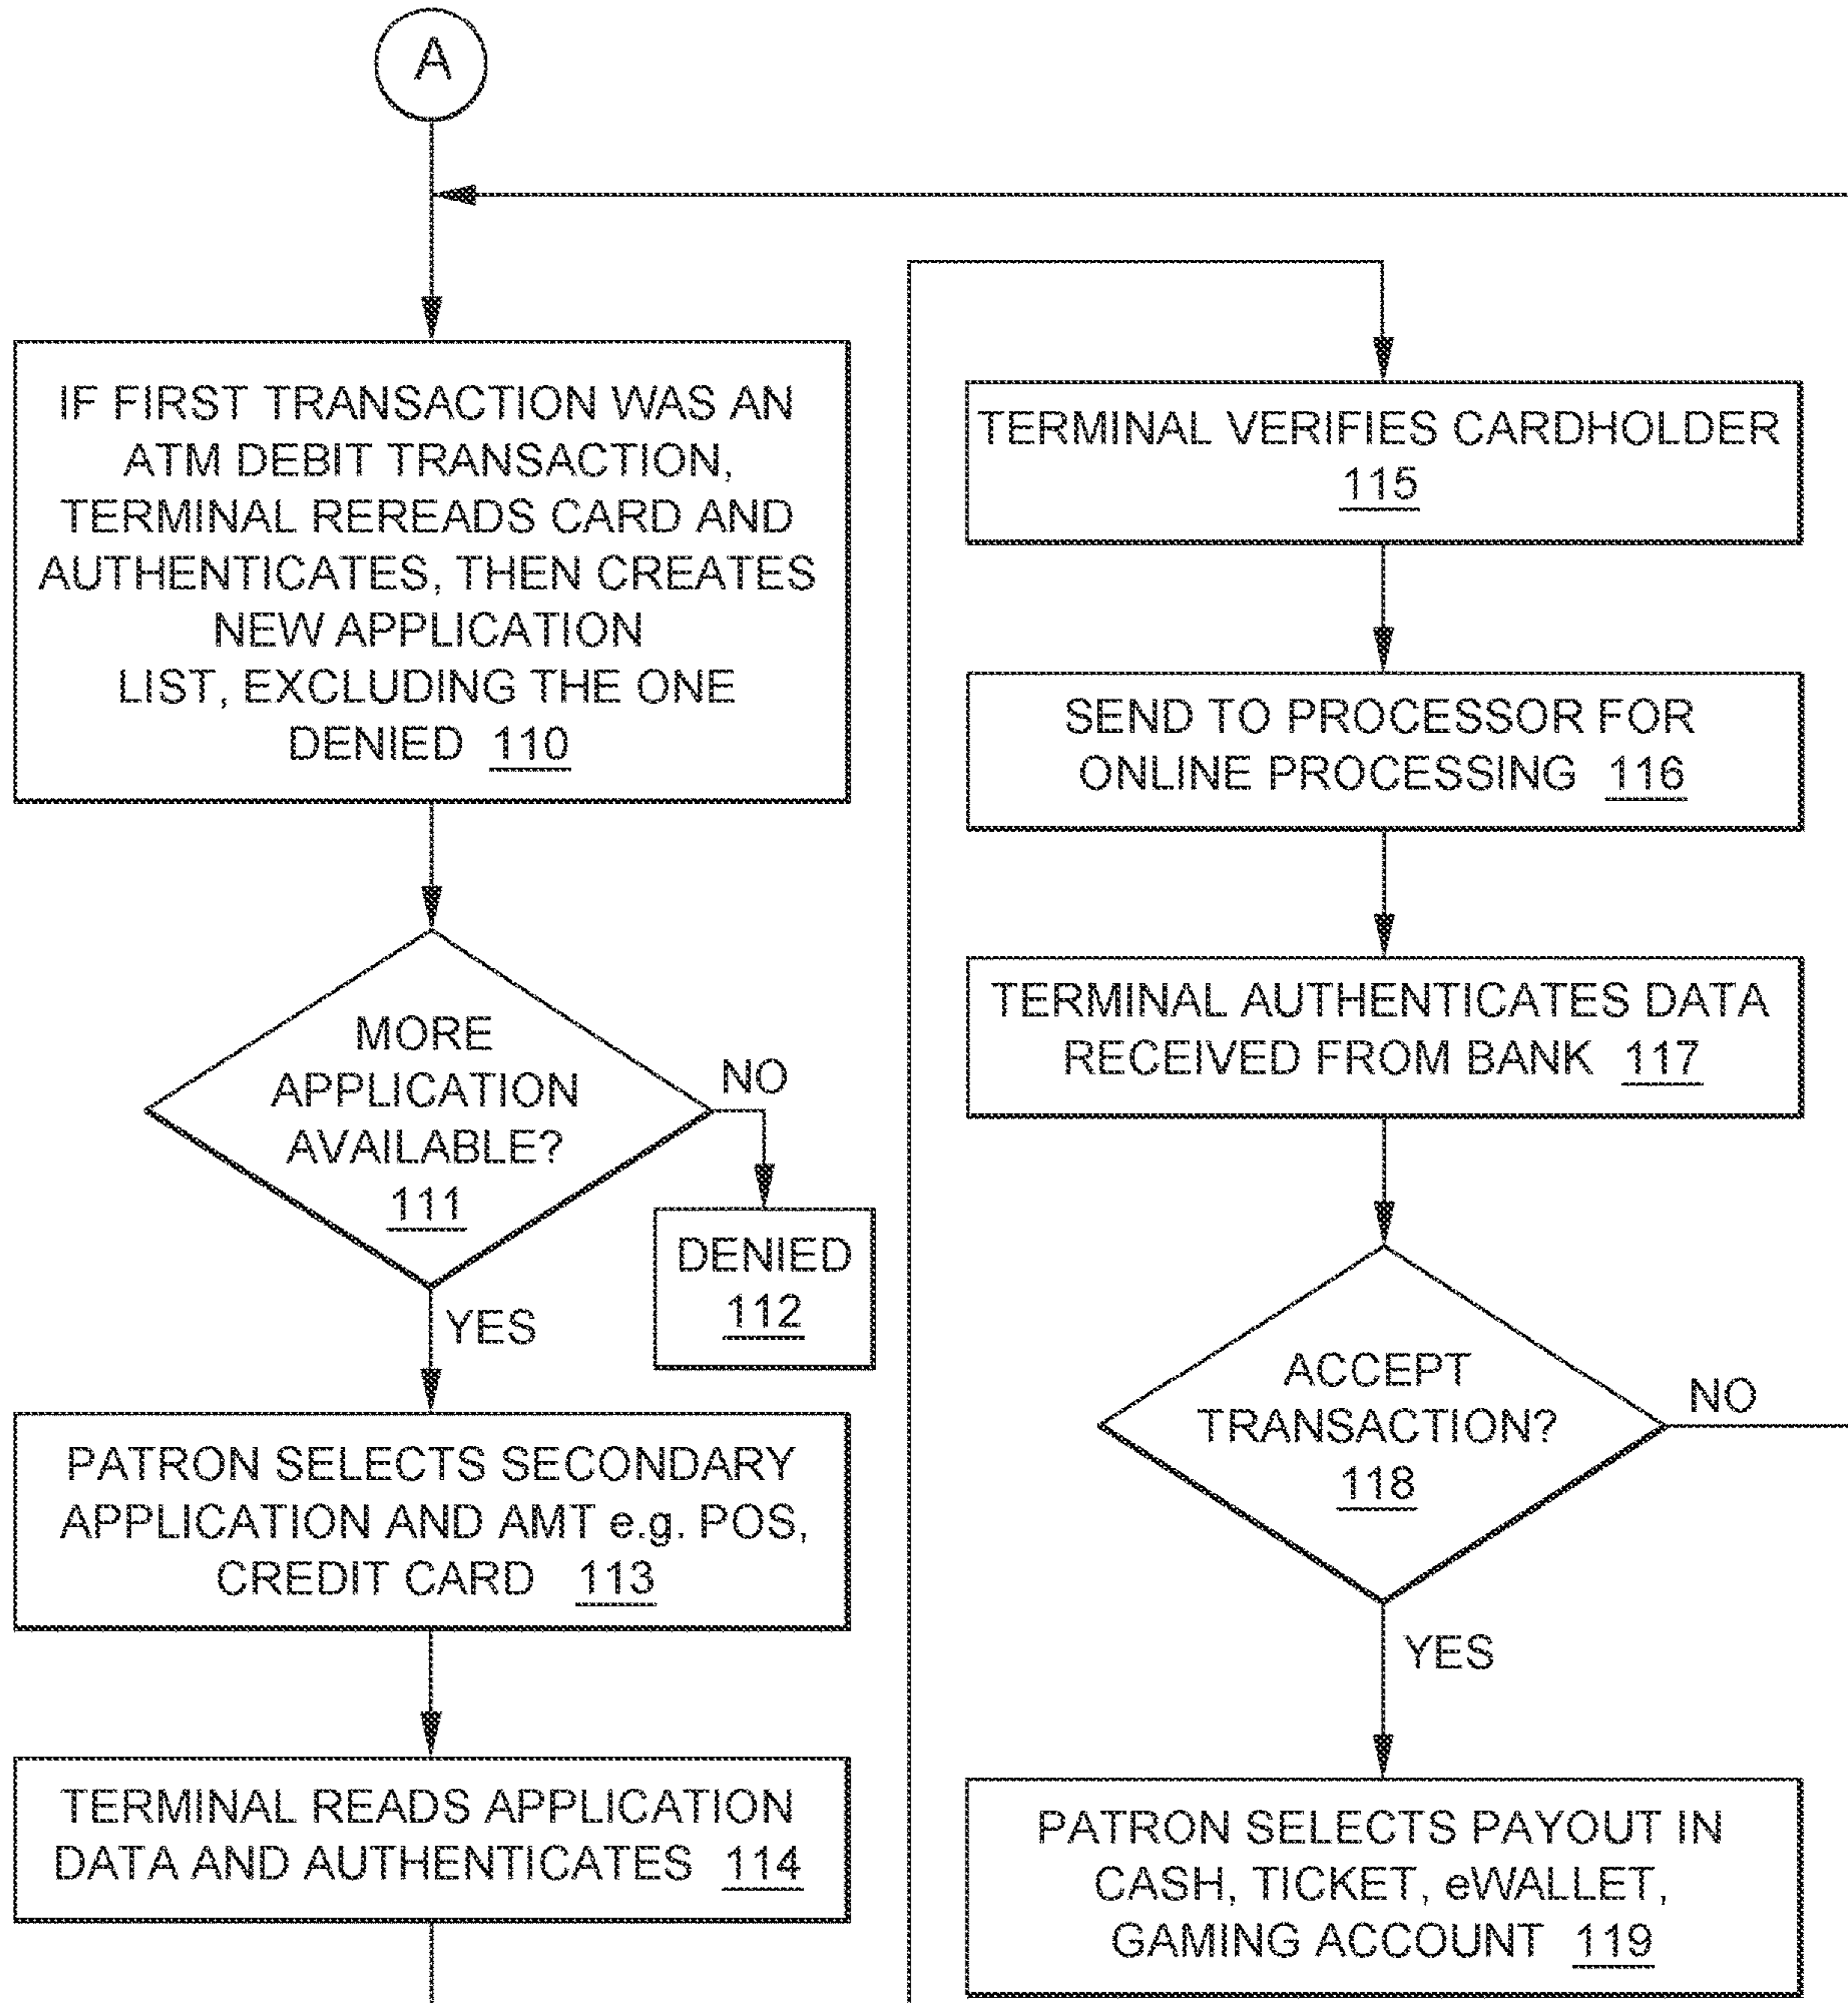 A
IF FIRST TRANSACTION WAS AN
ATM DEBIT TRANSACTION,
TERMINAL REREADS CARD AND
AUTHENTICATES, THEN CREATES
NEW APPLICATION
LIST, EXCLUDING THE ONE
DENIED 110
MORE
APPLICATION
AVAILABLE?
111
NO
DENIED
112
YES
PATRON SELECTS SECONDARY
APPLICATION AND AMT e.g. POS,
CREDIT CARD 113
TERMINAL READS APPLICATION
DATA AND AUTHENTICATES 114
TERMINAL VERIFIES CARDHOLDER
115
SEND TO PROCESSOR FOR
ONLINE PROCESSING 116
TERMINAL AUTHENTICATES DATA
RECEIVED FROM BANK 117
ACCEPT
TRANSACTION?
118
NO
YES
PATRON SELECTS PAYOUT IN
CASH, TICKET, eWALLET,
GAMING ACCOUNT 119